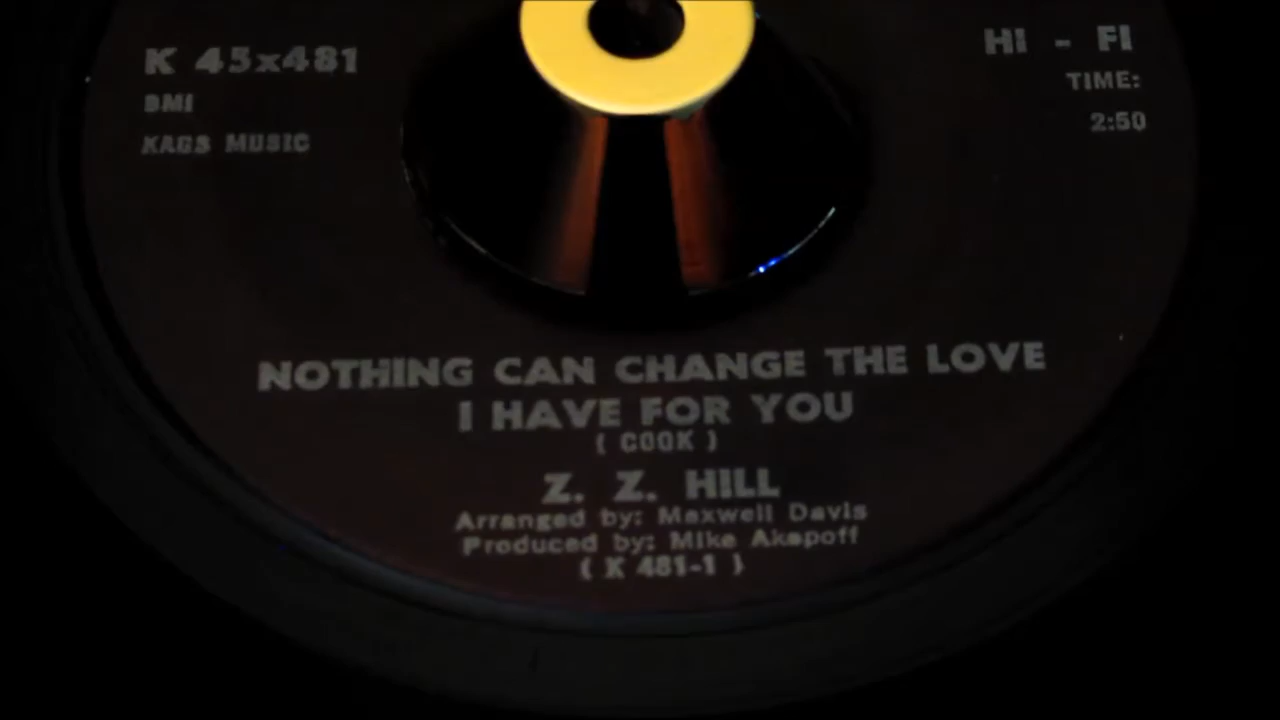 K 45x481
BMI
KAGS MUSIC
HI - FI
TIME:
2:50
NOTHING CAN CHANGE THE LOVE
I HAVE FOR YOU
( COOK )
Z. Z. HILL
Arranged by: Maxwell Davis
Produced by: Mike Akapoff
( K 481-1 )